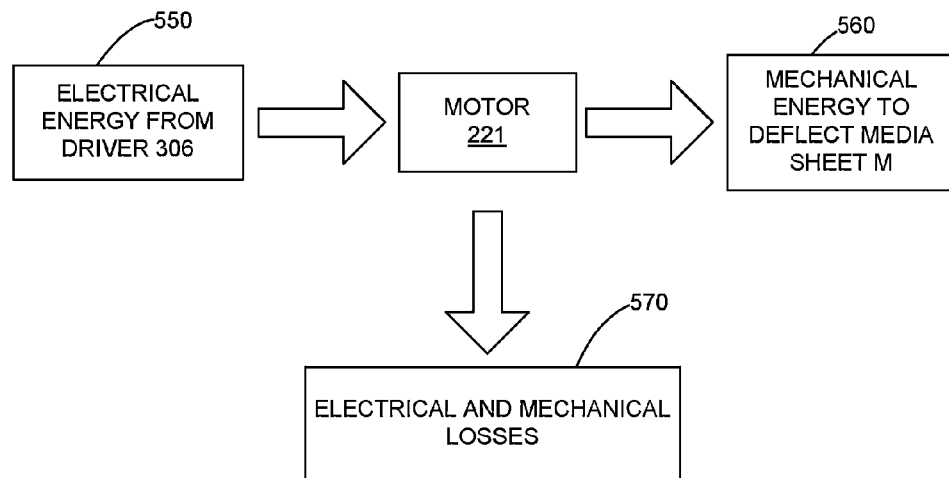 550
ELECTRICAL
ENERGY FROM
DRIVER 306
MOTOR
221
560
MECHANICAL
ENERGY TO
DEFLECT MEDIA
SHEET M
570
ELECTRICAL AND MECHANICAL
LOSSES